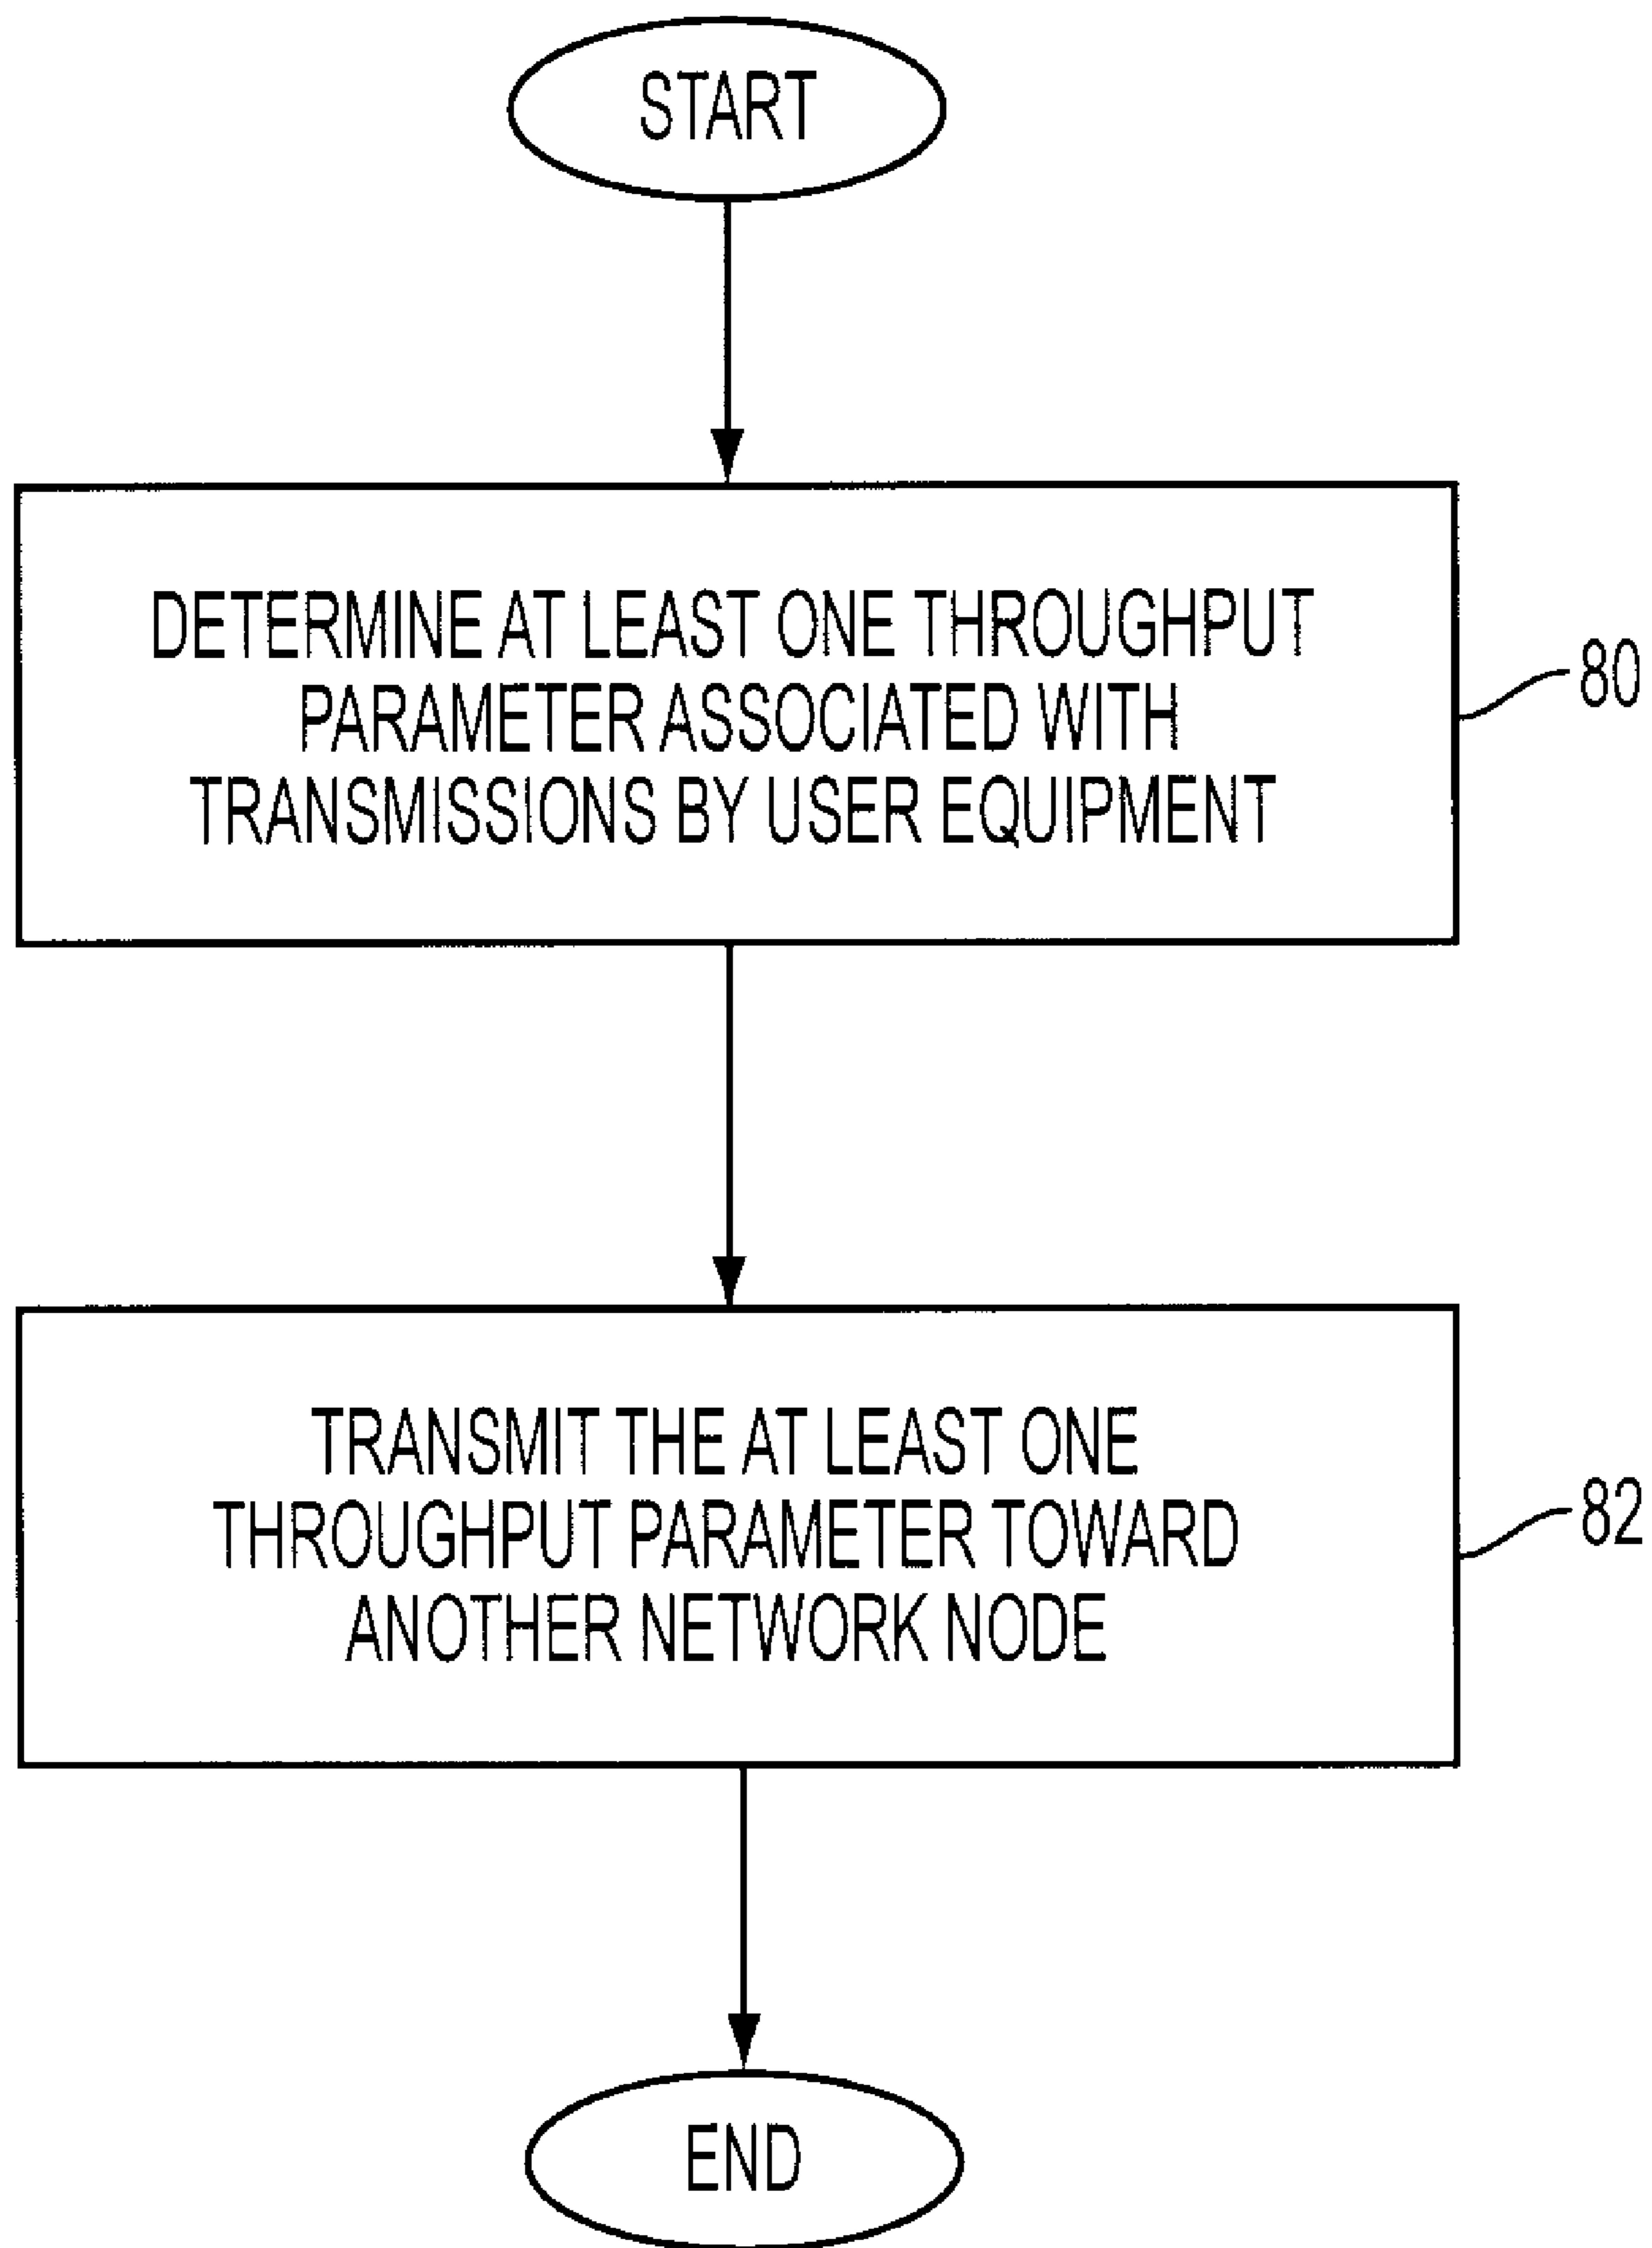 START
DETERMINE AT LEAST ONE THROUGHPUT
PARAMETER ASSOCIATED WITH
TRANSMISSIONS BY USER EQUIPMENT
80
TRANSMIT THE AT LEAST ONE
THROUGHPUT PARAMETER TOWARD
ANOTHER NETWORK NODE
82
END